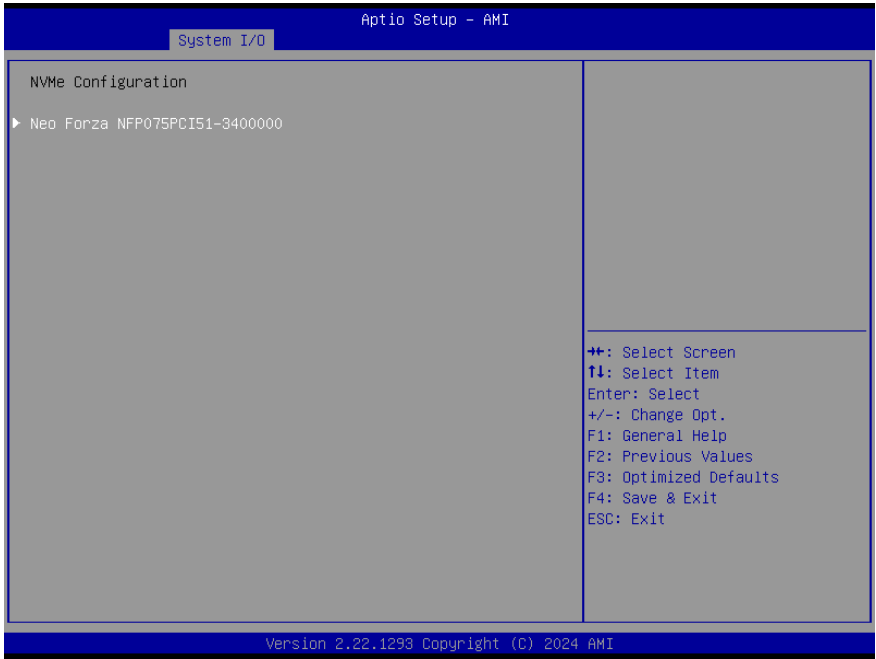 Aptio Setup - AMI
System I/O
NVMe Configuration
▶ Neo Forza NFP075PCI51-3400000
→←: Select Screen
↑↓: Select Item
Enter: Select
+/-: Change Opt.
F1: General Help
F2: Previous Values
F3: Optimized Defaults
F4: Save & Exit
ESC: Exit
Version 2.22.1293 Copyright (C) 2024 AMI